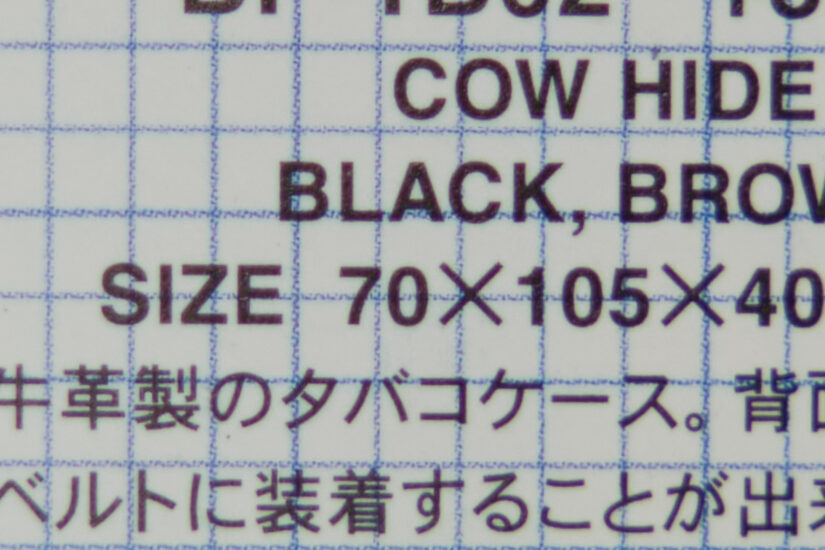 COW HIDE
BLACK,
SIZE 70×105×40
牛革製のタバコケース。背
ベルトに装着することが出来